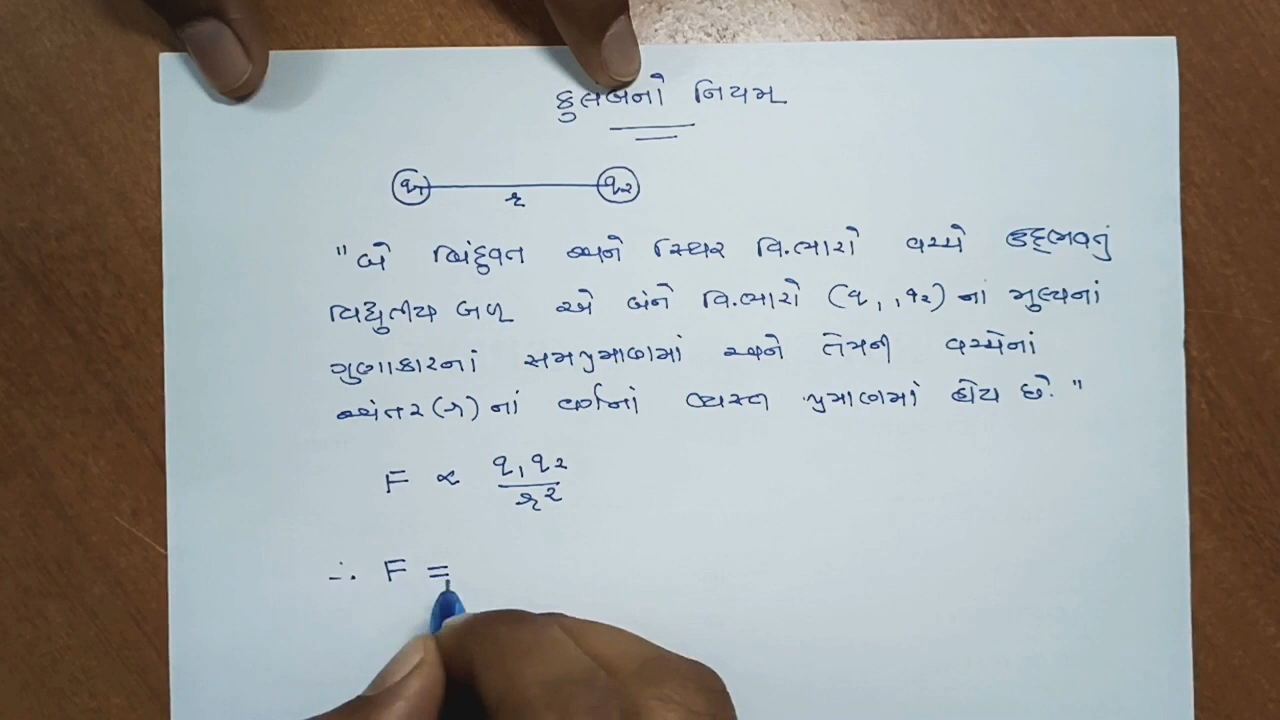 કુલંબનો નિયમ
q₁ r q₂
"બે બિંદુવત અને સ્થિર વિ.ભારો વચ્ચે ઉદ્ભવતું
વિદ્યુતીય બળ એ બંને વિ.ભારો (q₁,q₂) નાં મુલ્યનાં
ગુણાકારનાં સમપ્રમાણમાં અને તેમની વચ્ચેનાં
અંતર(r) નાં વર્ગનાં વ્યસ્ત પ્રમાણમાં હોય છે."
F ∝ q₁q₂ / r²
∴ F =